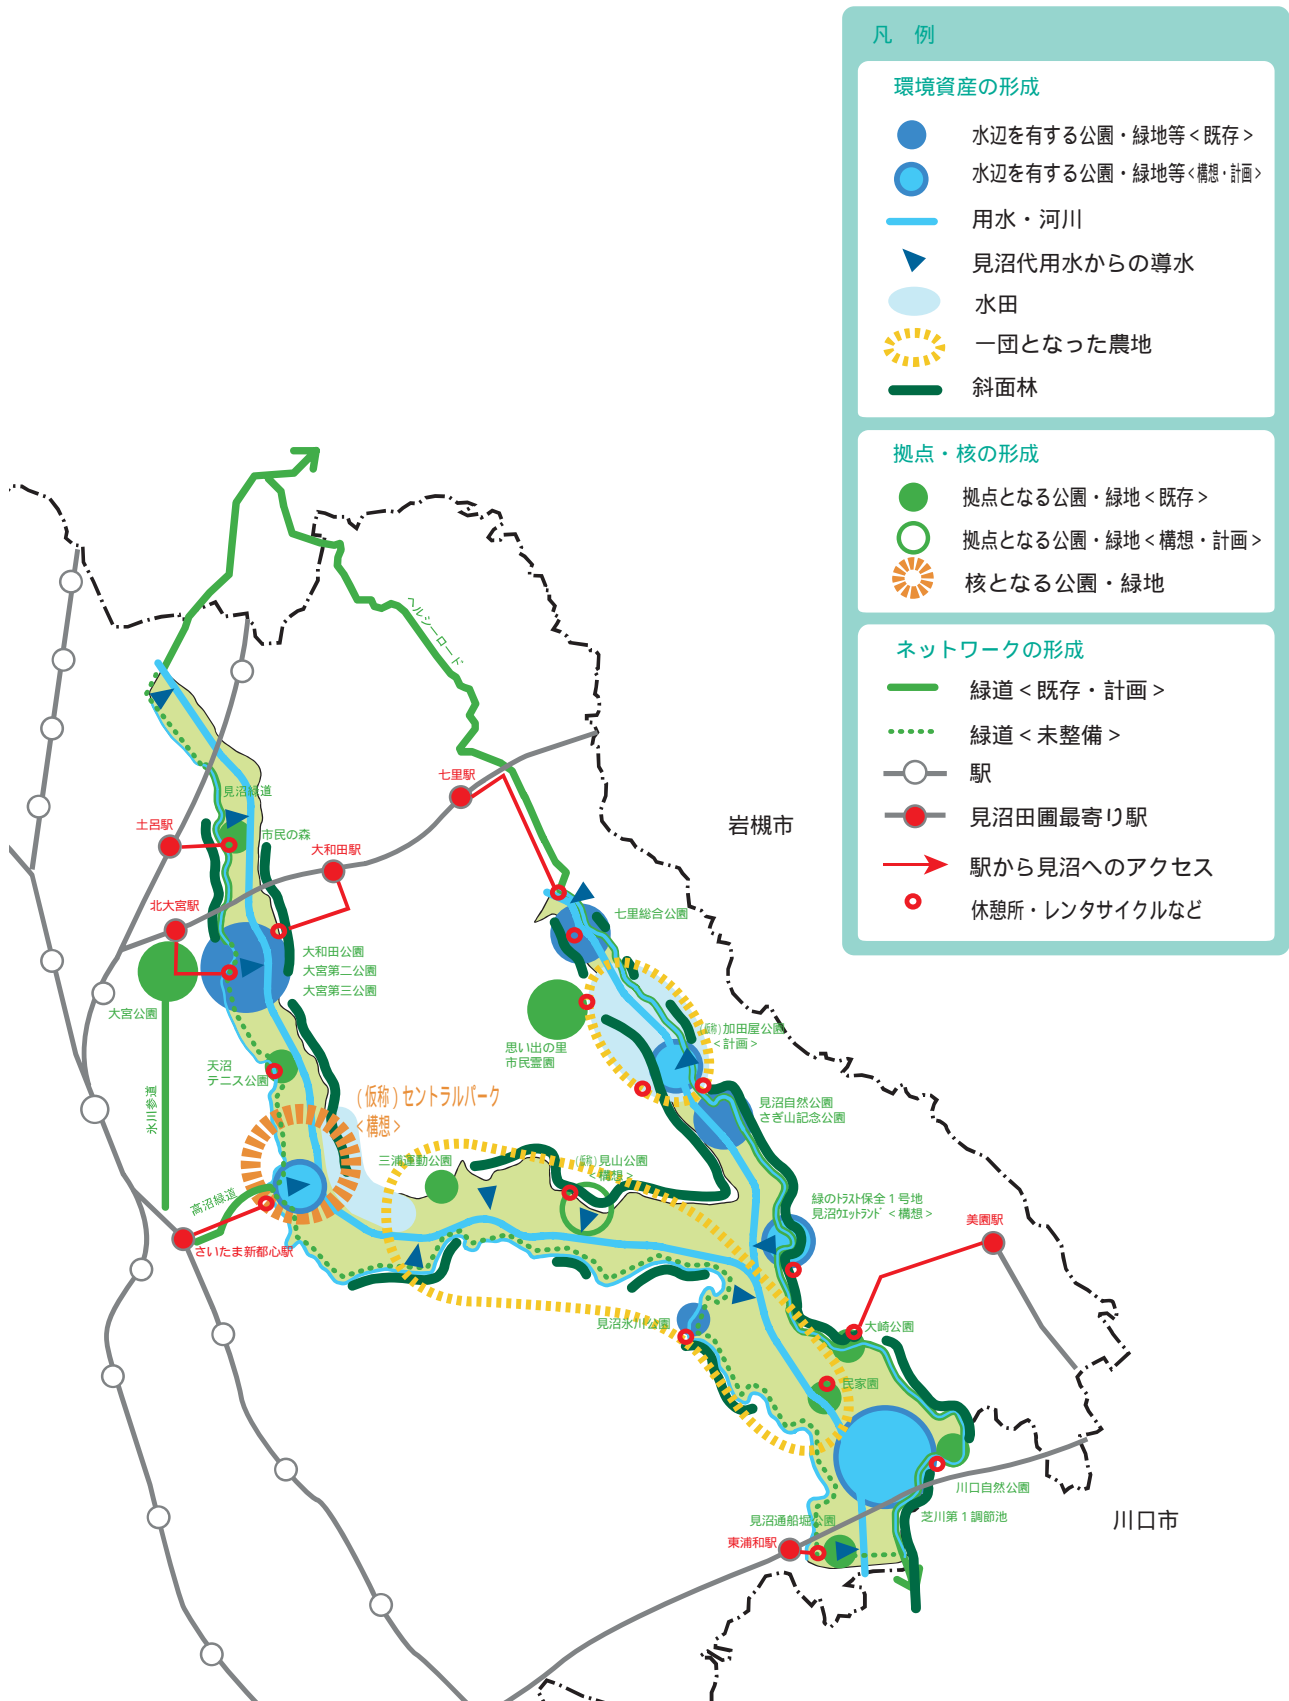 凡 例
環境資産の形成
水辺を有する公園・緑地等<既存>
水辺を有する公園・緑地等<構想・計画>
用水・河川
見沼代用水からの導水
水田
一団となった農地
斜面林
拠点・核の形成
拠点となる公園・緑地<既存>
拠点となる公園・緑地<構想・計画>
核となる公園・緑地
ネットワークの形成
緑道<既存・計画>
緑道<未整備>
駅
見沼田圃最寄り駅
駅から見沼へのアクセス
休憩所・レンタサイクルなど
ヘルシーロード
七里駅
見沼緑道
土呂駅
市民の森
大和田駅
岩槻市
北大宮駅
七里総合公園
大和田公園
大宮第二公園
大宮第三公園
大宮公園
(仮称)加田屋公園
<計画>
思い出の里
市民霊園
天沼
テニス公園
氷川参道
(仮称)セントラルパーク
<構想>
見沼自然公園
さぎ山記念公園
三浦運動公園
(仮称)見山公園
<構想>
高沼緑道
緑のトラスト保全1号地
見沼ウェットランド<構想>
美園駅
さいたま新都心駅
見沼氷川公園
大崎公園
民家園
川口自然公園
芝川第1調節池
見沼通船堀公園
東浦和駅
川口市